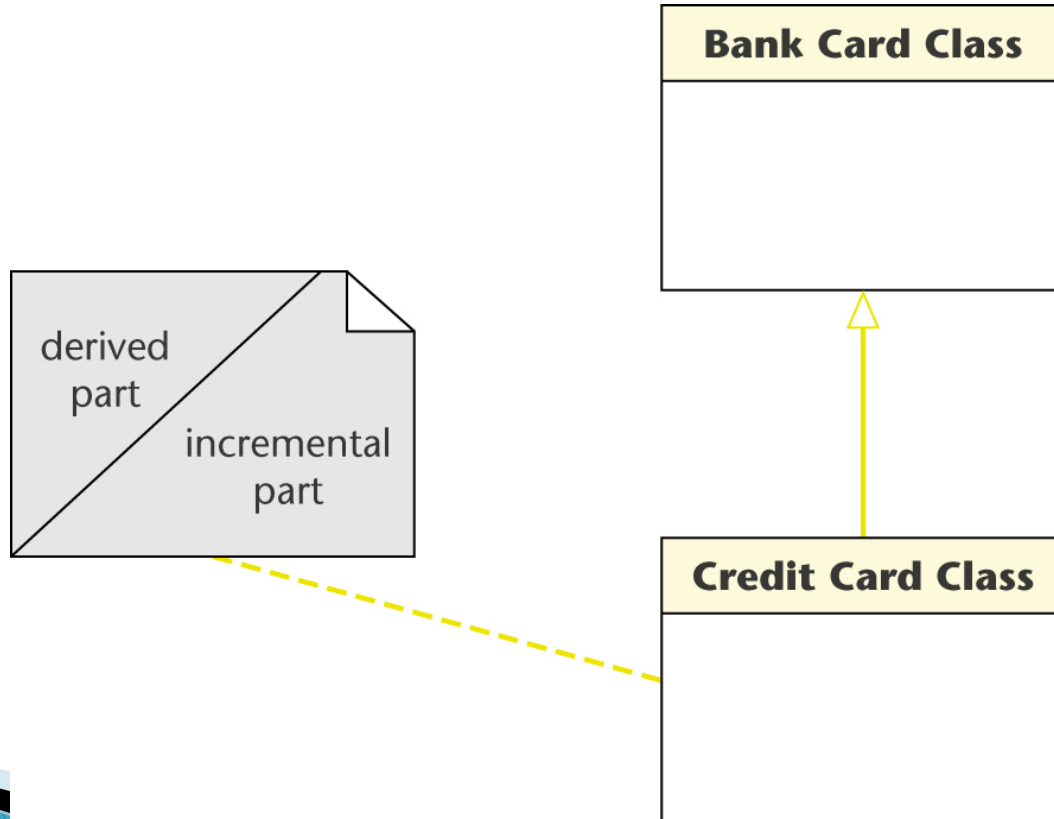 Bank Card Class
derived
part
incremental
part
Credit Card Class